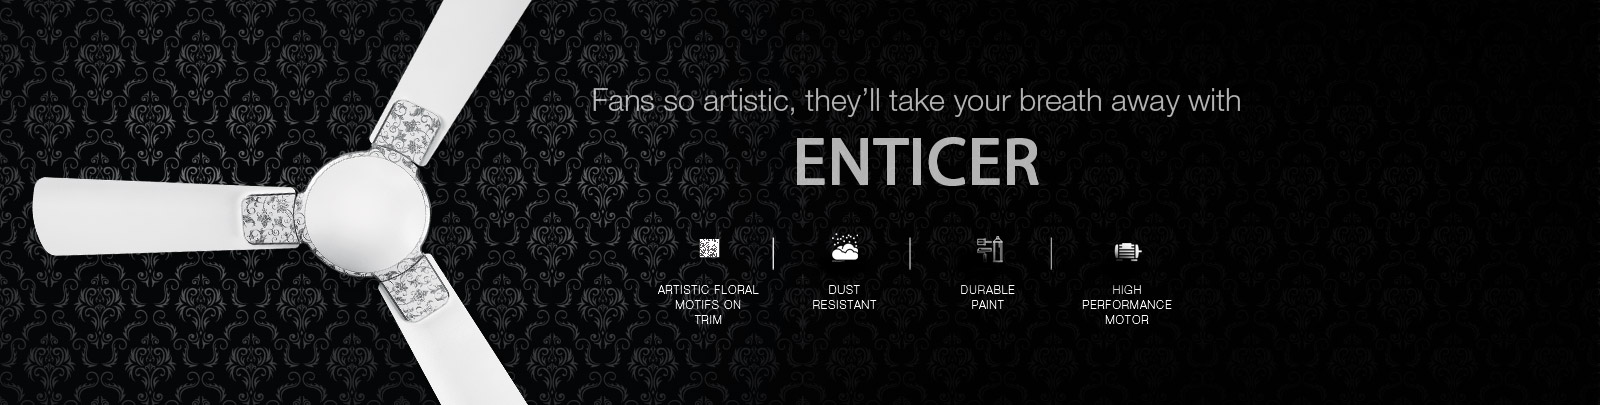 Fans so artistic, they'll take your breath away with
ENTICER
ARTISTIC FLORAL
MOTIFS ON
TRIM
DUST
RESISTANT
DURABLE
PAINT
HIGH
PERFORMANCE
MOTOR